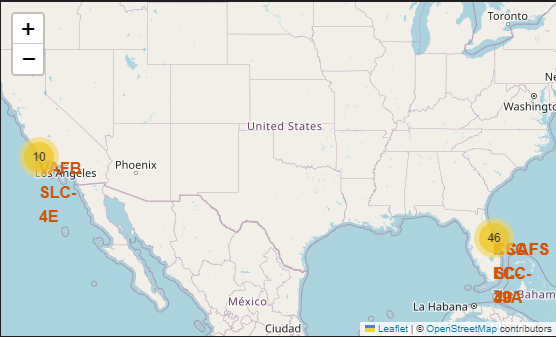 +
−
Toronto
Washington
United States
10
VAFB
SLC-
4E
Los Angeles
Phoenix
46
México
La Habana
Ciudad
Leaflet | © OpenStreetMap contributors